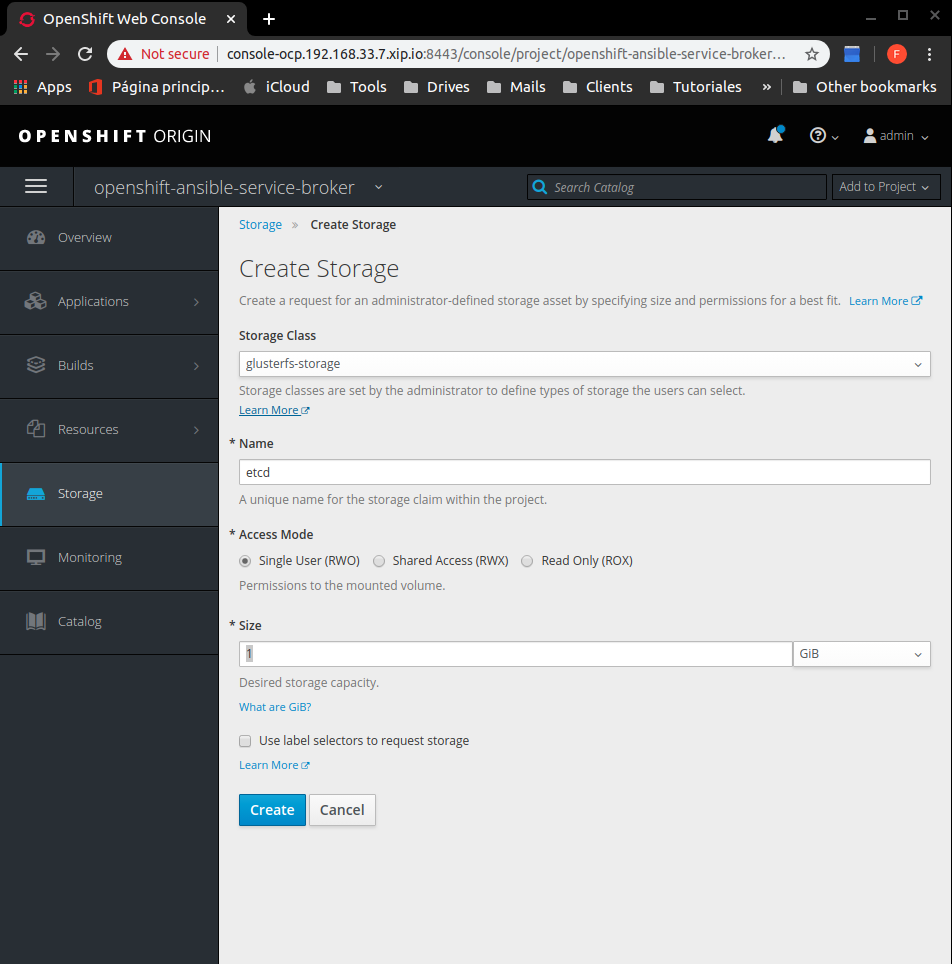 OpenShift Web Console
Not secure
console-ocp.192.168.33.7.xip.io:8443/console/project/openshift-ansible-service-broker...
Apps
Página princip...
iCloud
Tools
Drives
Mails
Clients
Tutoriales
»
Other bookmarks
F
OPENSHIFT ORIGIN
admin
openshift-ansible-service-broker
Search Catalog
Add to Project
Overview
Applications
Builds
Resources
Storage
Monitoring
Catalog
Storage » Create Storage
Create Storage
Create a request for an administrator-defined storage asset by specifying size and permissions for a best fit. Learn More
Storage Class
glusterfs-storage
Storage classes are set by the administrator to define types of storage the users can select.
Learn More
* Name
etcd
A unique name for the storage claim within the project.
* Access Mode
Single User (RWO) Shared Access (RWX) Read Only (ROX)
Permissions to the mounted volume.
* Size
1 GiB
Desired storage capacity.
What are GiB?
Use label selectors to request storage
Learn More
Create Cancel